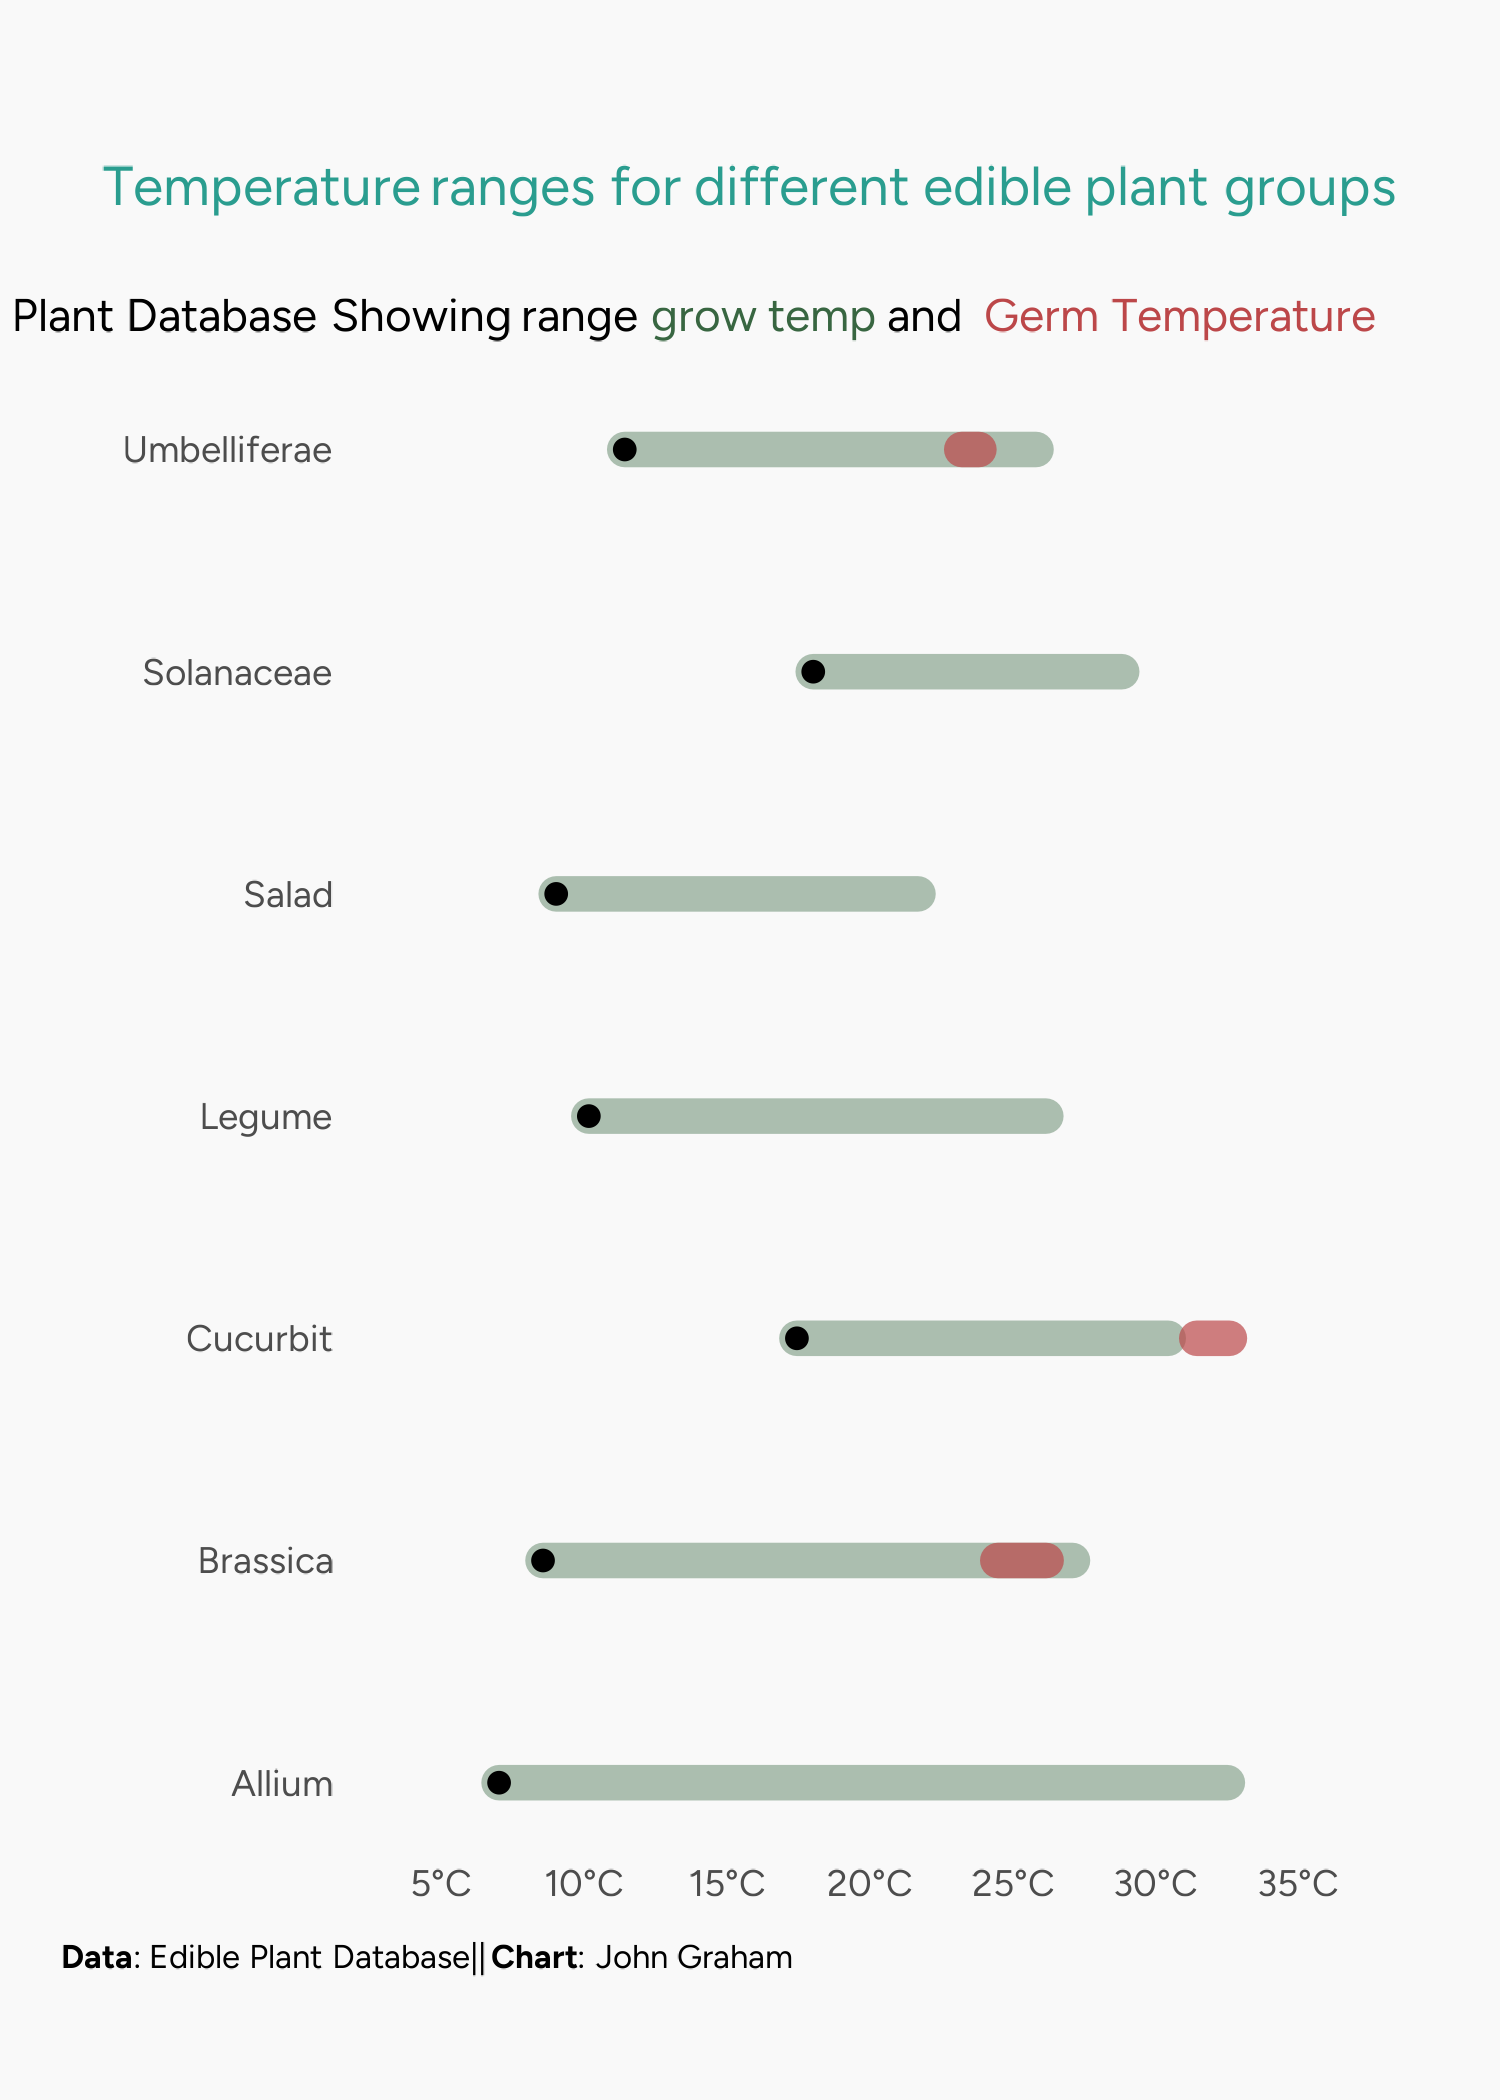 Temperature ranges for different edible plant groups
Plant Database Showing range grow temp and Germ Temperature
Umbelliferae
Solanaceae
Salad
Legume
Cucurbit
Brassica
Allium
5°C 10°C 15°C 20°C 25°C 30°C 35°C
Data: Edible Plant Database||Chart: John Graham